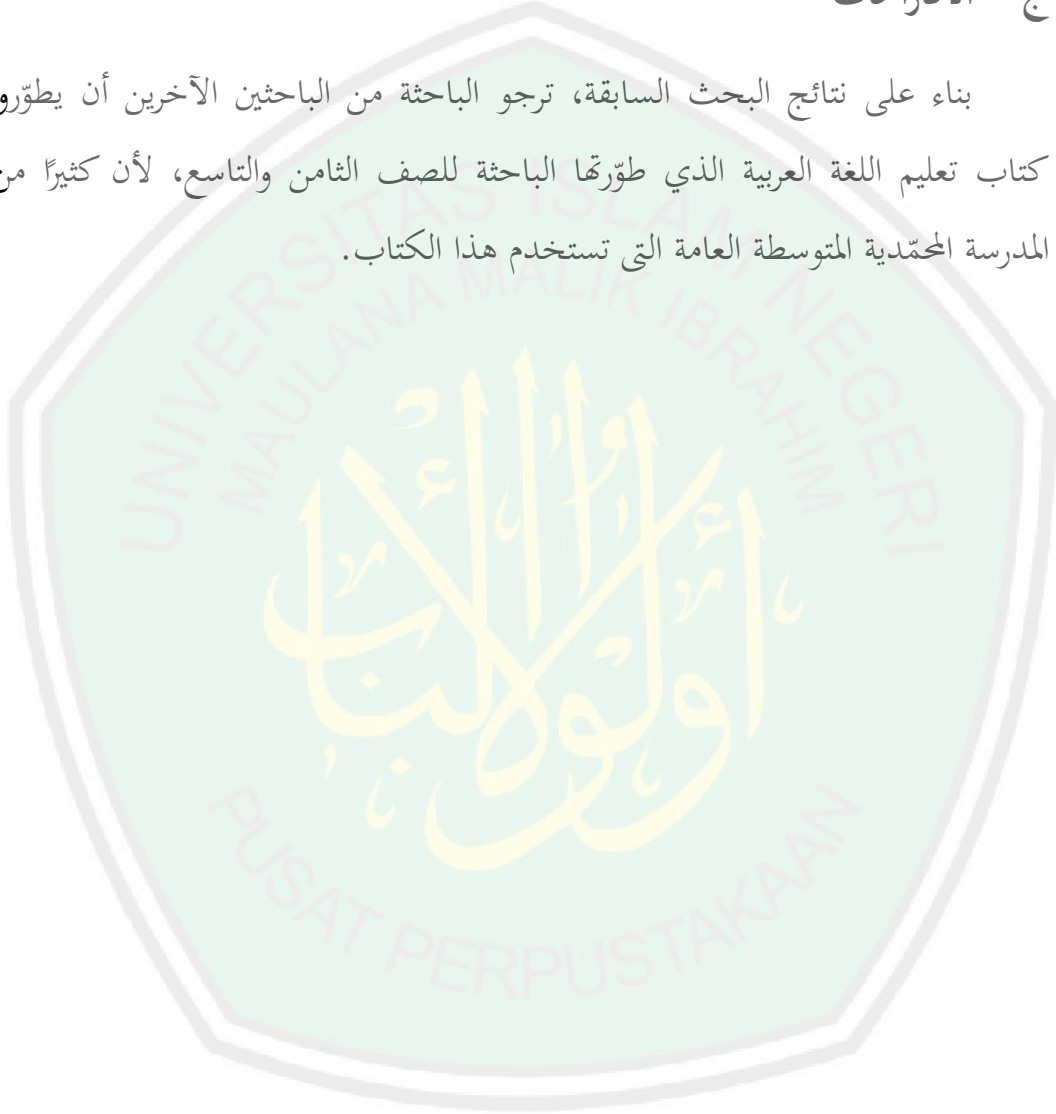 ج
بناء على نتائج البحث السابقة، ترجو الباحثة من الباحثين الآخرين أن يطوّرو
كتاب تعليم اللغة العربية الذي طوّرتها الباحثة للصف الثامن والتاسع، لأن كثيرًا من
المدرسة المحمّدية المتوسطة العامة التى تستخدم هذا الكتاب.
UNIVERSITAS ISLAM NEGERI
MAULANA MALIK IBRAHIM
أولوا الألباب
PUSAT PERPUSTAKAAN